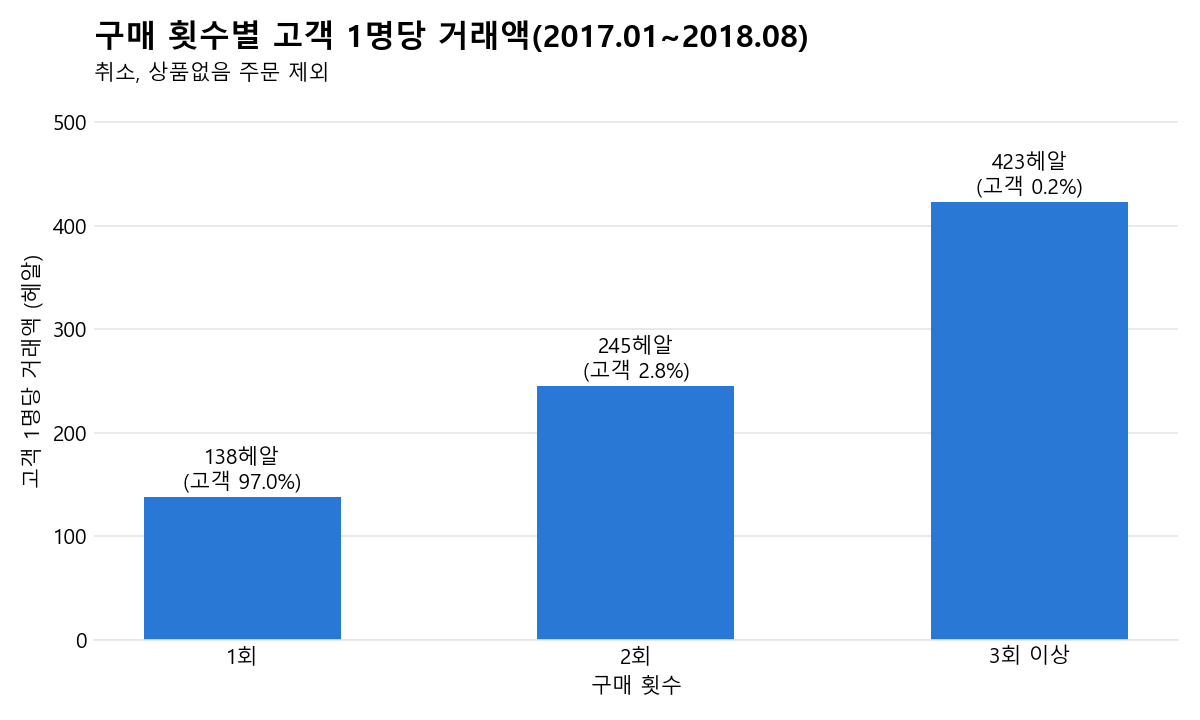 구매 횟수별 고객 1명당 거래액(2017.01~2018.08)
취소, 상품없음 주문 제외
고객 1명당 거래액 (헤알)
500
400
300
200
100
0
138헤알
(고객 97.0%)
245헤알
(고객 2.8%)
423헤알
(고객 0.2%)
1회
2회
3회 이상
구매 횟수